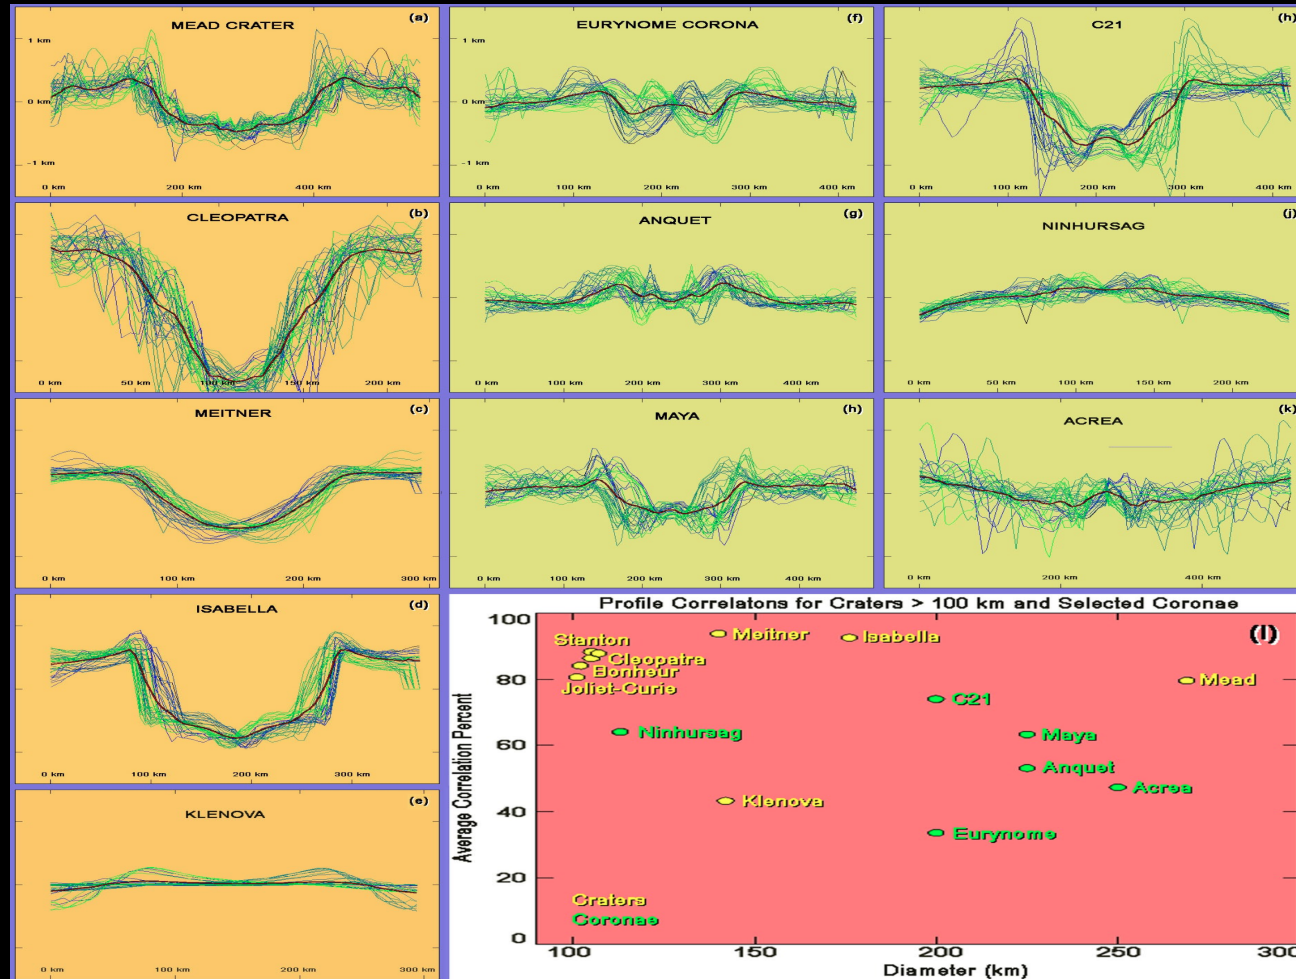 MEAD CRATER (a)
1 km
0 km
-1 km
0 km 200 km 400 km
EURYNOME CORONA (f)
1 km
0 km
-1 km
0 km 100 km 200 km 300 km 400 km
C21 (h)
0 km 100 km 200 km 300 km 400 km
CLEOPATRA (b)
0 km 50 km 100 km 150 km 200 km
ANQUET (g)
0 km 100 km 200 km 300 km 400 km
NINHURSAG (j)
0 km 50 km 100 km 150 km 200 km
MEITNER (c)
0 km 100 km 200 km 300 km
MAYA (h)
0 km 100 km 200 km 300 km 400 km
ACREA (k)
0 km 200 km 400 km
ISABELLA (d)
0 km 100 km 200 km 300 km
KLENOVA (e)
0 km 100 km 200 km 300 km
Profile Correlatons for Craters > 100 km and Selected Coronae
(l)
Average Correlation Percent
100
80
60
40
20
0
Stanton
Meitner
Isabella
Cleopatra
Bonheur
Joliet-Curie
Mead
C21
Ninhursag
Maya
Anquet
Acrea
Klenova
Eurynome
Craters
Coronae
100 150 200 250 300
Diameter (km)